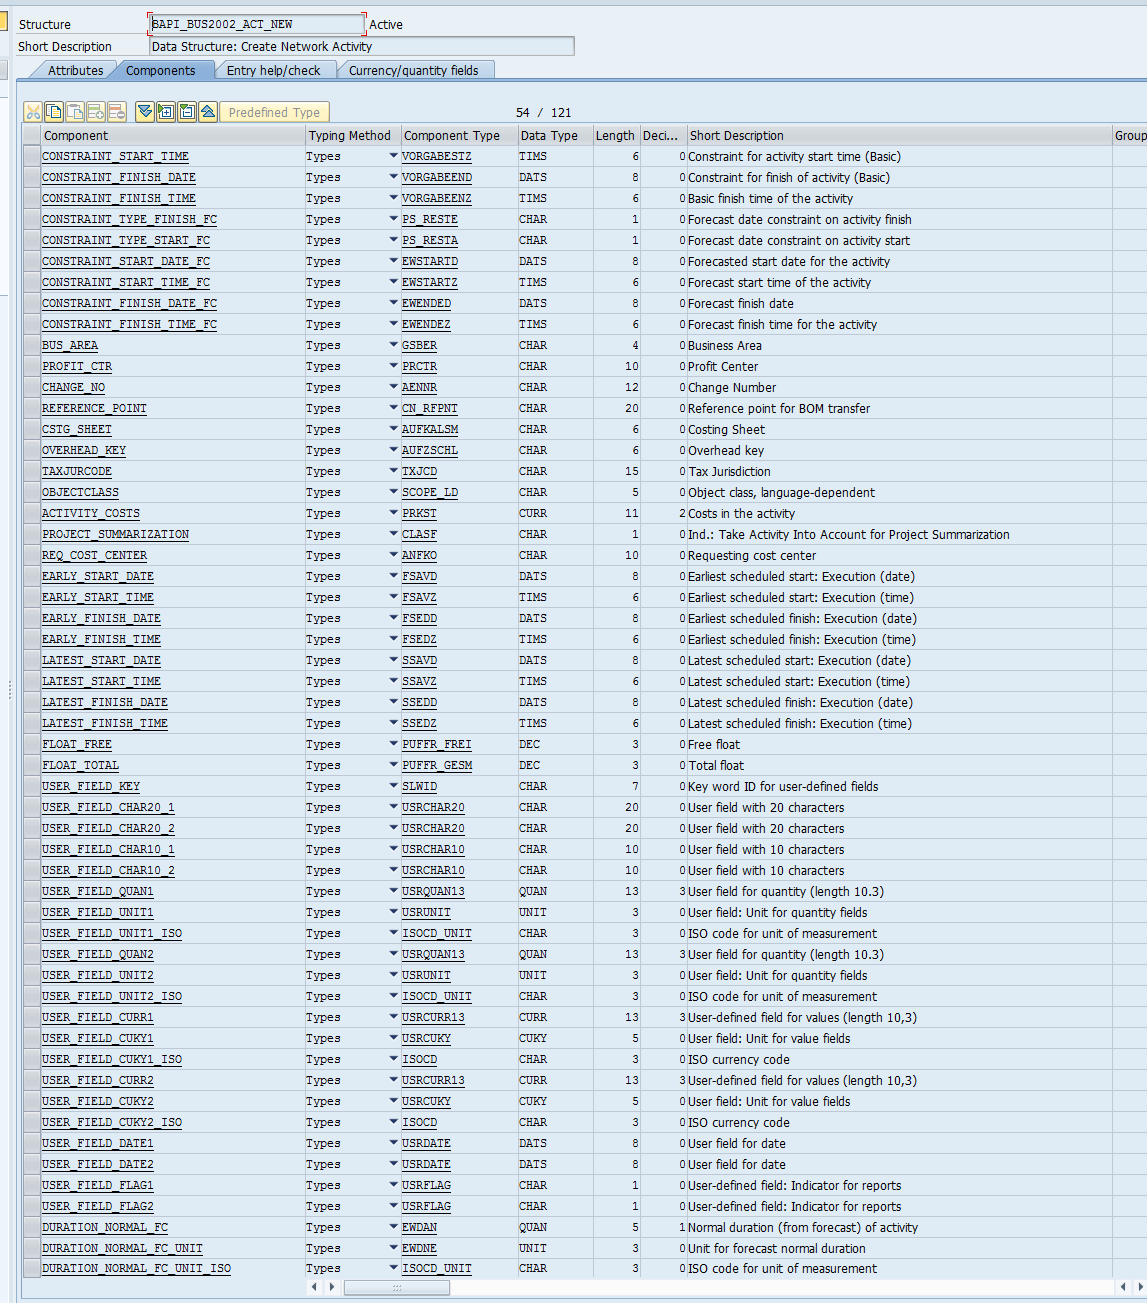 Structure BAPI_BUS2002_ACT_NEW Active
Short Description Data Structure: Create Network Activity
Attributes Components Entry help/check Currency/quantity fields
Predefined Type 54 / 121
Component Typing Method Component Type Data Type Length Deci... Short Description Group
CONSTRAINT_START_TIME Types VORGABESTZ TIMS 6 0 Constraint for activity start time (Basic)
CONSTRAINT_FINISH_DATE Types VORGABEEND DATS 8 0 Constraint for finish of activity (Basic)
CONSTRAINT_FINISH_TIME Types VORGABEENZ TIMS 6 0 Basic finish time of the activity
CONSTRAINT_TYPE_FINISH_FC Types PS_RESTE CHAR 1 0 Forecast date constraint on activity finish
CONSTRAINT_TYPE_START_FC Types PS_RESTA CHAR 1 0 Forecast date constraint on activity start
CONSTRAINT_START_DATE_FC Types EWSTARTD DATS 8 0 Forecasted start date for the activity
CONSTRAINT_START_TIME_FC Types EWSTARTZ TIMS 6 0 Forecast start time of the activity
CONSTRAINT_FINISH_DATE_FC Types EWENDED DATS 8 0 Forecast finish date
CONSTRAINT_FINISH_TIME_FC Types EWENDEZ TIMS 6 0 Forecast finish time for the activity
BUS_AREA Types GSBER CHAR 4 0 Business Area
PROFIT_CTR Types PRCTR CHAR 10 0 Profit Center
CHANGE_NO Types AENNR CHAR 12 0 Change Number
REFERENCE_POINT Types CN_RFPNT CHAR 20 0 Reference point for BOM transfer
CSTG_SHEET Types AUFKALSM CHAR 6 0 Costing Sheet
OVERHEAD_KEY Types AUFZSCHL CHAR 6 0 Overhead key
TAXJURCODE Types TXJCD CHAR 15 0 Tax Jurisdiction
OBJECTCLASS Types SCOPE_LD CHAR 5 0 Object class, language-dependent
ACTIVITY_COSTS Types PRKST CURR 11 2 Costs in the activity
PROJECT_SUMMARIZATION Types CLASF CHAR 1 0 Ind.: Take Activity Into Account for Project Summarization
REQ_COST_CENTER Types ANFKO CHAR 10 0 Requesting cost center
EARLY_START_DATE Types FSAVD DATS 8 0 Earliest scheduled start: Execution (date)
EARLY_START_TIME Types FSAVZ TIMS 6 0 Earliest scheduled start: Execution (time)
EARLY_FINISH_DATE Types FSEDD DATS 8 0 Earliest scheduled finish: Execution (date)
EARLY_FINISH_TIME Types FSEDZ TIMS 6 0 Earliest scheduled finish: Execution (time)
LATEST_START_DATE Types SSAVD DATS 8 0 Latest scheduled start: Execution (date)
LATEST_START_TIME Types SSAVZ TIMS 6 0 Latest scheduled start: Execution (time)
LATEST_FINISH_DATE Types SSEDD DATS 8 0 Latest scheduled finish: Execution (date)
LATEST_FINISH_TIME Types SSEDZ TIMS 6 0 Latest scheduled finish: Execution (time)
FLOAT_FREE Types PUFFR_FREI DEC 3 0 Free float
FLOAT_TOTAL Types PUFFR_GESM DEC 3 0 Total float
USER_FIELD_KEY Types SLWID CHAR 7 0 Key word ID for user-defined fields
USER_FIELD_CHAR20_1 Types USRCHAR20 CHAR 20 0 User field with 20 characters
USER_FIELD_CHAR20_2 Types USRCHAR20 CHAR 20 0 User field with 20 characters
USER_FIELD_CHAR10_1 Types USRCHAR10 CHAR 10 0 User field with 10 characters
USER_FIELD_CHAR10_2 Types USRCHAR10 CHAR 10 0 User field with 10 characters
USER_FIELD_QUAN1 Types USRQUAN13 QUAN 13 3 User field for quantity (length 10.3)
USER_FIELD_UNIT1 Types USRUNIT UNIT 3 0 User field: Unit for quantity fields
USER_FIELD_UNIT1_ISO Types ISOCD_UNIT CHAR 3 0 ISO code for unit of measurement
USER_FIELD_QUAN2 Types USRQUAN13 QUAN 13 3 User field for quantity (length 10.3)
USER_FIELD_UNIT2 Types USRUNIT UNIT 3 0 User field: Unit for quantity fields
USER_FIELD_UNIT2_ISO Types ISOCD_UNIT CHAR 3 0 ISO code for unit of measurement
USER_FIELD_CURR1 Types USRCURR13 CURR 13 3 User-defined field for values (length 10,3)
USER_FIELD_CUKY1 Types USRCUKY CUKY 5 0 User field: Unit for value fields
USER_FIELD_CUKY1_ISO Types ISOCD CHAR 3 0 ISO currency code
USER_FIELD_CURR2 Types USRCURR13 CURR 13 3 User-defined field for values (length 10,3)
USER_FIELD_CUKY2 Types USRCUKY CUKY 5 0 User field: Unit for value fields
USER_FIELD_CUKY2_ISO Types ISOCD CHAR 3 0 ISO currency code
USER_FIELD_DATE1 Types USRDATE DATS 8 0 User field for date
USER_FIELD_DATE2 Types USRDATE DATS 8 0 User field for date
USER_FIELD_FLAG1 Types USRFLAG CHAR 1 0 User-defined field: Indicator for reports
USER_FIELD_FLAG2 Types USRFLAG CHAR 1 0 User-defined field: Indicator for reports
DURATION_NORMAL_FC Types EWDAN QUAN 5 1 Normal duration (from forecast) of activity
DURATION_NORMAL_FC_UNIT Types EWDNE UNIT 3 0 Unit for forecast normal duration
DURATION_NORMAL_FC_UNIT_ISO Types ISOCD_UNIT CHAR 3 0 ISO code for unit of measurement